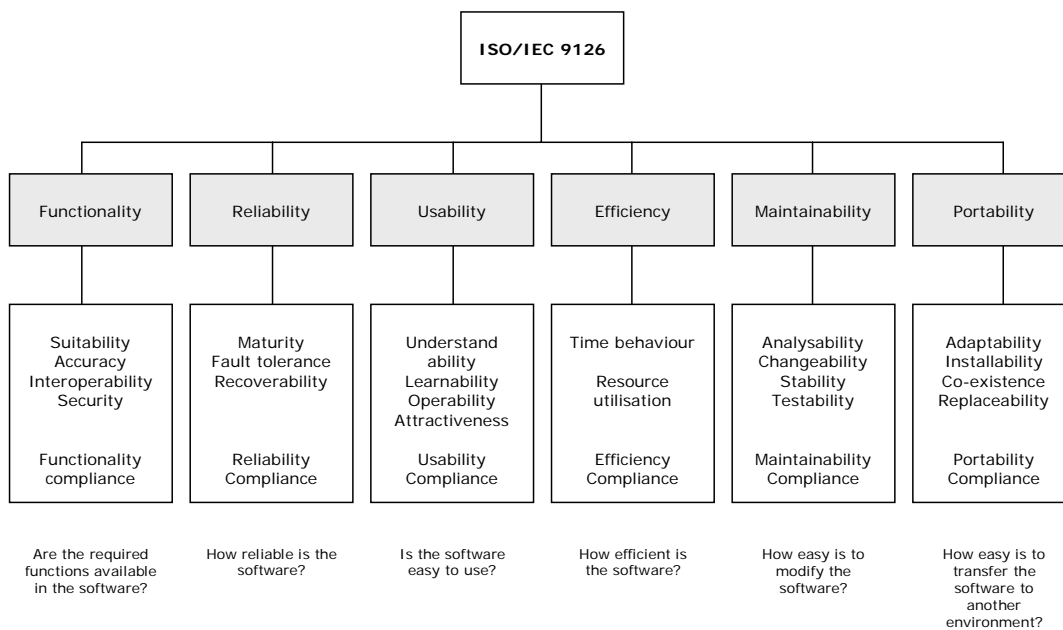 ISO/IEC 9126
Functionality
Reliability
Usability
Efficiency
Maintainability
Portability
Suitability
Accuracy
Interoperability
Security
Functionality
compliance
Maturity
Fault tolerance
Recoverability
Reliability
Compliance
Understand
ability
Learnability
Operability
Attractiveness
Usability
Compliance
Time behaviour
Resource
utilisation
Efficiency
Compliance
Analysability
Changeability
Stability
Testability
Maintainability
Compliance
Adaptability
Installability
Co-existence
Replaceability
Portability
Compliance
Are the required
functions available
in the software?
How reliable is the
software?
Is the software
easy to use?
How efficient is
the software?
How easy is to
modify the
software?
How easy is to
transfer the
software to
another
environment?